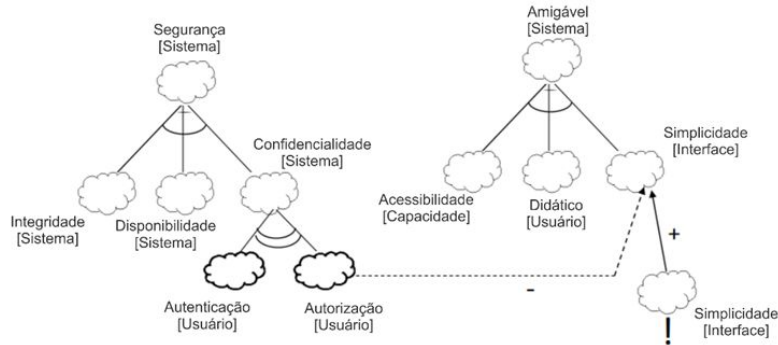 Segurança
[Sistema]
Amigável
[Sistema]
Confidencialidade
[Sistema]
Simplicidade
[Interface]
Integridade
[Sistema]
Disponibilidade
[Sistema]
Acessibilidade
[Capacidade]
Didático
[Usuário]
+
-
Autenticação
[Usuário]
Autorização
[Usuário]
Simplicidade
[Interface]
!